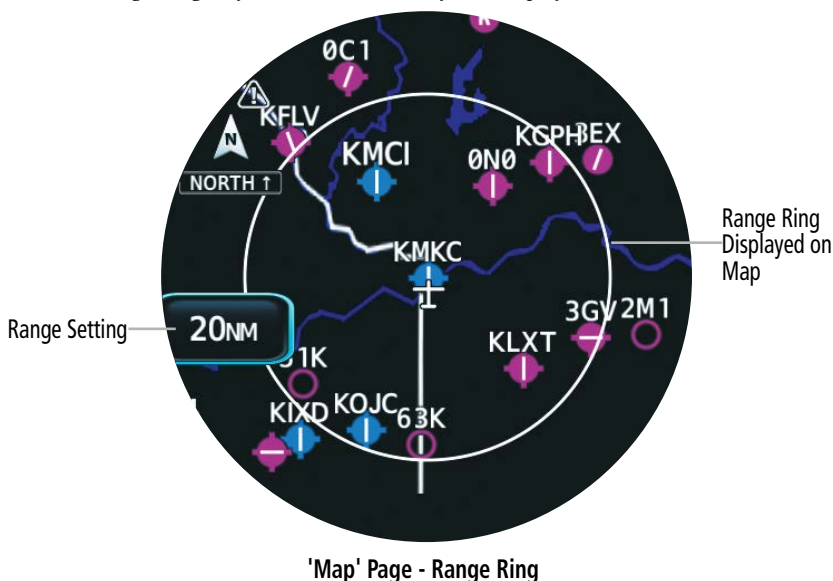 R
0C1
KFLV
KMCI
KGPH
3EX
0N0
N
NORTH ↑
KMKC
Range Ring
Displayed on
Map
Range Setting
20NM
3GV
2M1
KLXT
KIXD
KOJC
63K
'Map' Page - Range Ring